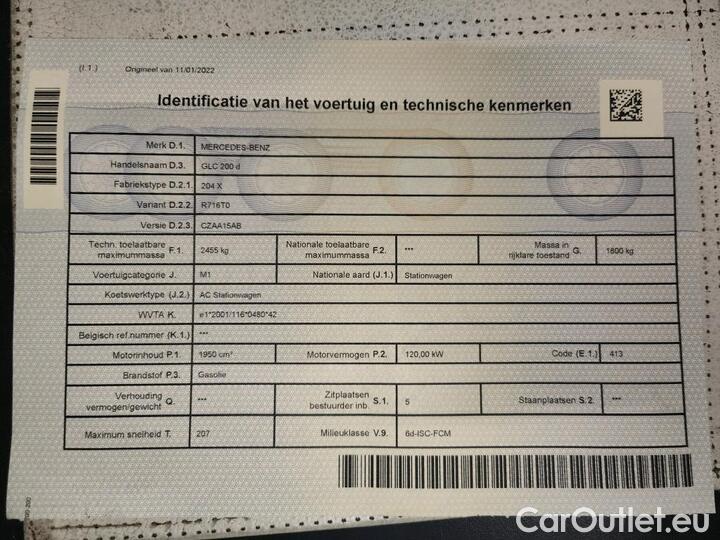 (I.1.) Origineel van 11/01/2022
Identificatie van het voertuig en technische kenmerken
Merk D.1. MERCEDES-BENZ
Handelsnaam D.3. GLC 200 d
Fabriekstype D.2.1. 204 X
Variant D.2.2. R716T0
Versie D.2.3. CZAA15AB
Techn. toelaatbare maximummassa F.1. 2455 kg Nationale toelaatbare maximummassa F.2. *** Massa in rijklare toestand G. 1800 kg
Voertuigcategorie J. M1 Nationale aard (J.1.) Stationwagen
Koetswerktype (J.2.) AC Stationwagen
WVTA K. e1*2001/116*0480*42
Belgisch ref.nummer (K.1.) ***
Motorinhoud P.1. 1950 cm³ Motorvermogen P.2. 120,00 kW Code (E.1.) 413
Brandstof P.3. Gasolie
Verhouding vermogen/gewicht Q. *** Zitplaatsen bestuurder inb. S.1. 5 Staanplaatsen S.2. ***
Maximum snelheid T. 207 Milieuklasse V.9. 6d-ISC-FCM
CarOutlet.eu